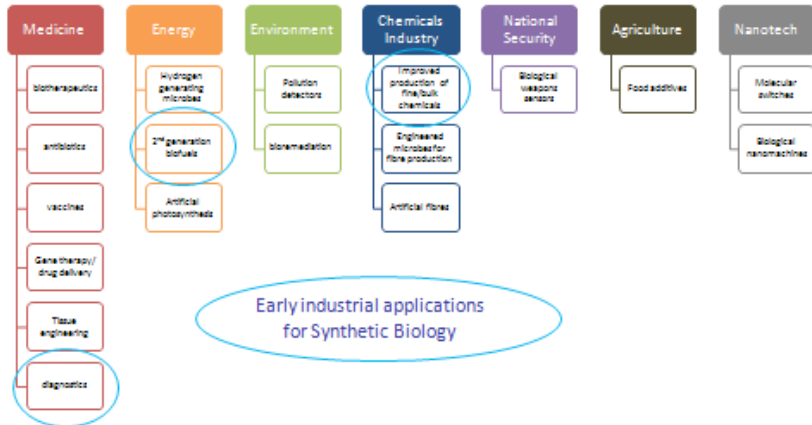 Medicine
biotherapeutics
antibiotics
vaccines
Gene therapy/
drug delivery
Tissue
engineering
diagnostics
Energy
Hydrogen
generating
microbes
2nd generation
biofuels
Artificial
photosynthesis
Environment
Pollution
detectors
bioremediation
Chemicals
Industry
Improved
production of
fine/bulk
chemicals
Engineered
microbes for
fibre production
Artificial fibres
National
Security
Biological
weapons
sensors
Agriculture
Food additives
Nanotech
Molecular
switches
Biological
nanomachines
Early industrial applications
for Synthetic Biology